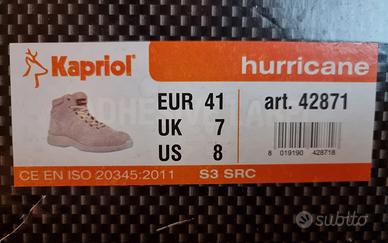 Kapriol®
hurricane
EUR 41
UK 7
US 8
art. 42871
8 019190 428718
CE EN ISO 20345:2011 S3 SRC
subito